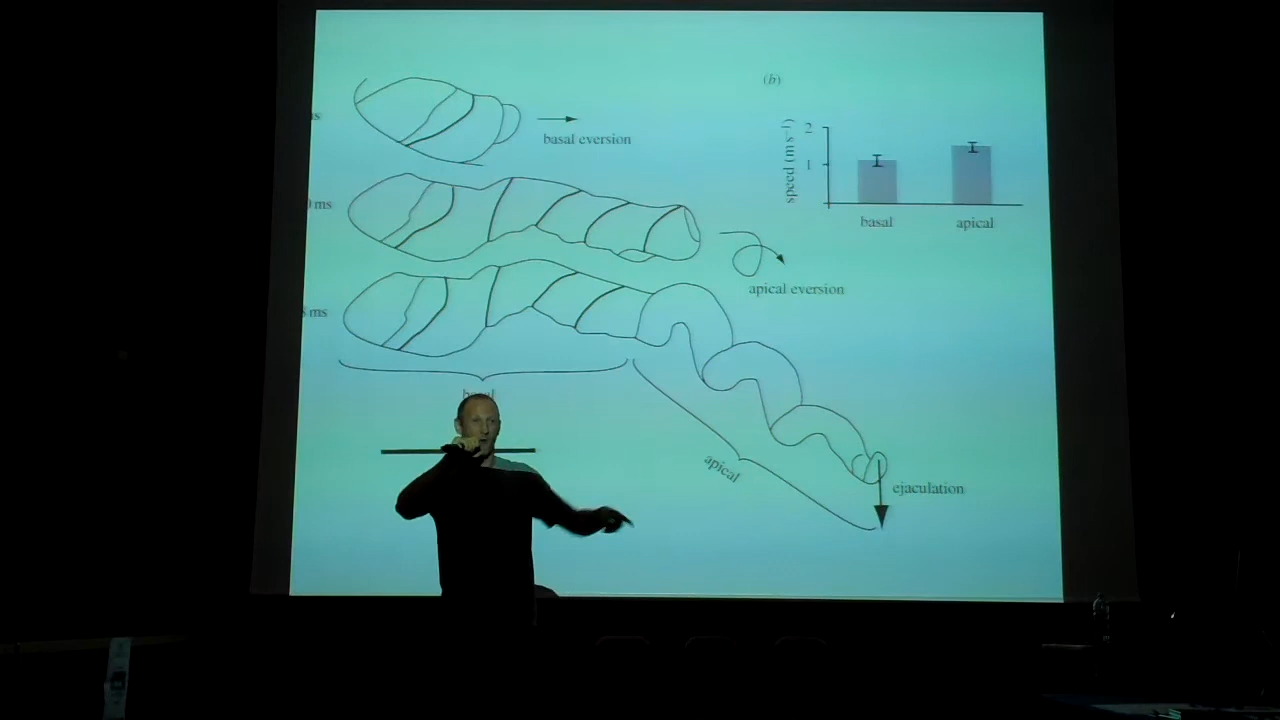 (b)
s
basal eversion
2
1
speed (m s–1)
basal apical
ms
apical eversion
ms
apical
ejaculation